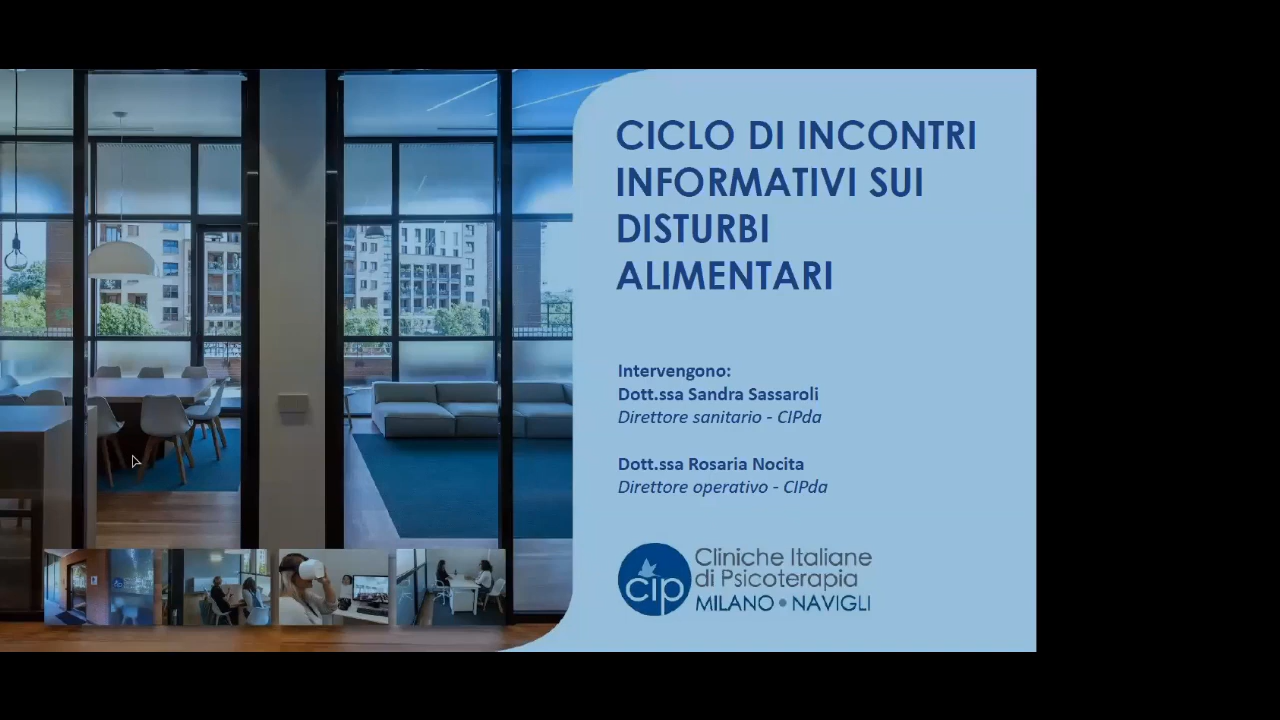 CICLO DI INCONTRI
INFORMATIVI SUI
DISTURBI
ALIMENTARI
Intervengono:
Dott.ssa Sandra Sassaroli
Direttore sanitario - CIPda
Dott.ssa Rosaria Nocita
Direttore operativo - CIPda
cip
Cliniche Italiane
di Psicoterapia
MILANO • NAVIGLI